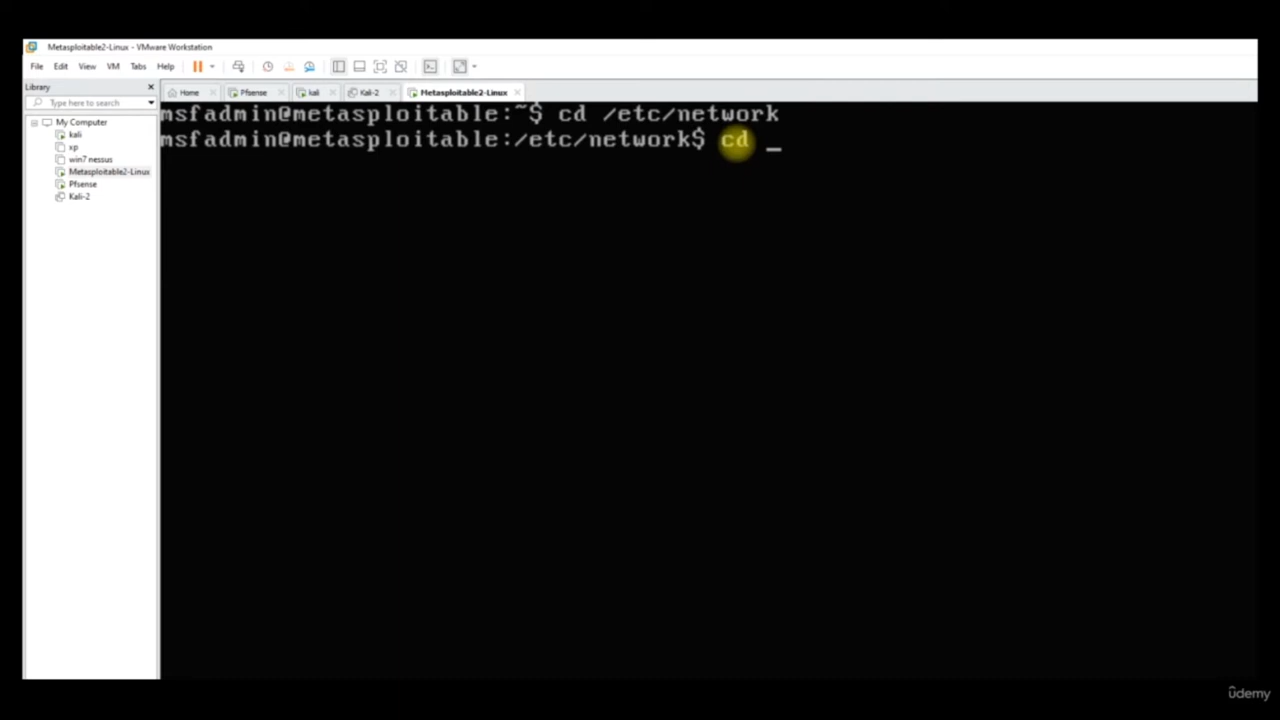 Metasploitable2-Linux - VMware Workstation
File Edit View VM Tabs Help
Library
Type here to search
My Computer
kali
xp
win7 nessus
Metasploitable2-Linux
Pfsense
Kali-2
Home Pfsense kali Kali-2 Metasploitable2-Linux
msfadmin@metasploitable:~$ cd /etc/network
msfadmin@metasploitable:/etc/network$ cd _
ûdemy